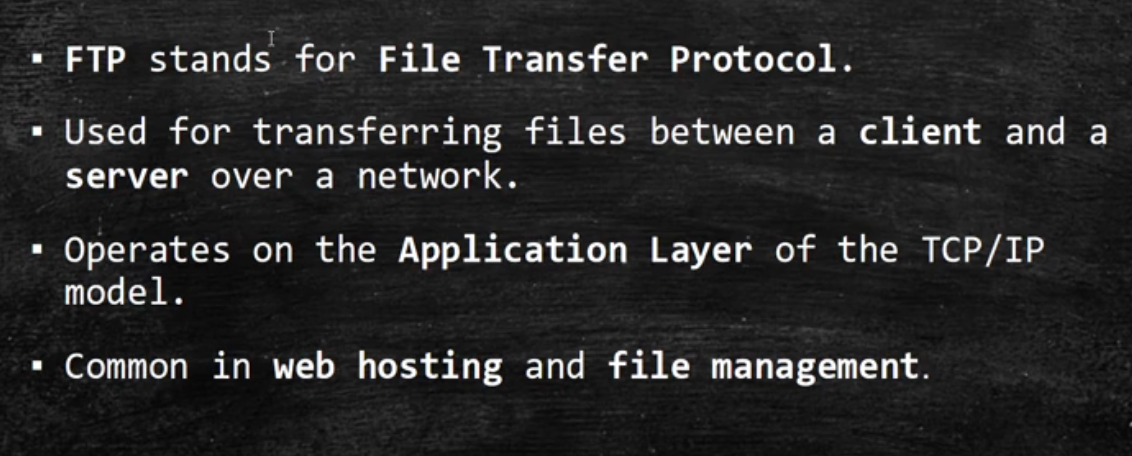 ▪ FTP stands for File Transfer Protocol.
▪ Used for transferring files between a client and a
server over a network.
▪ Operates on the Application Layer of the TCP/IP
model.
▪ Common in web hosting and file management.